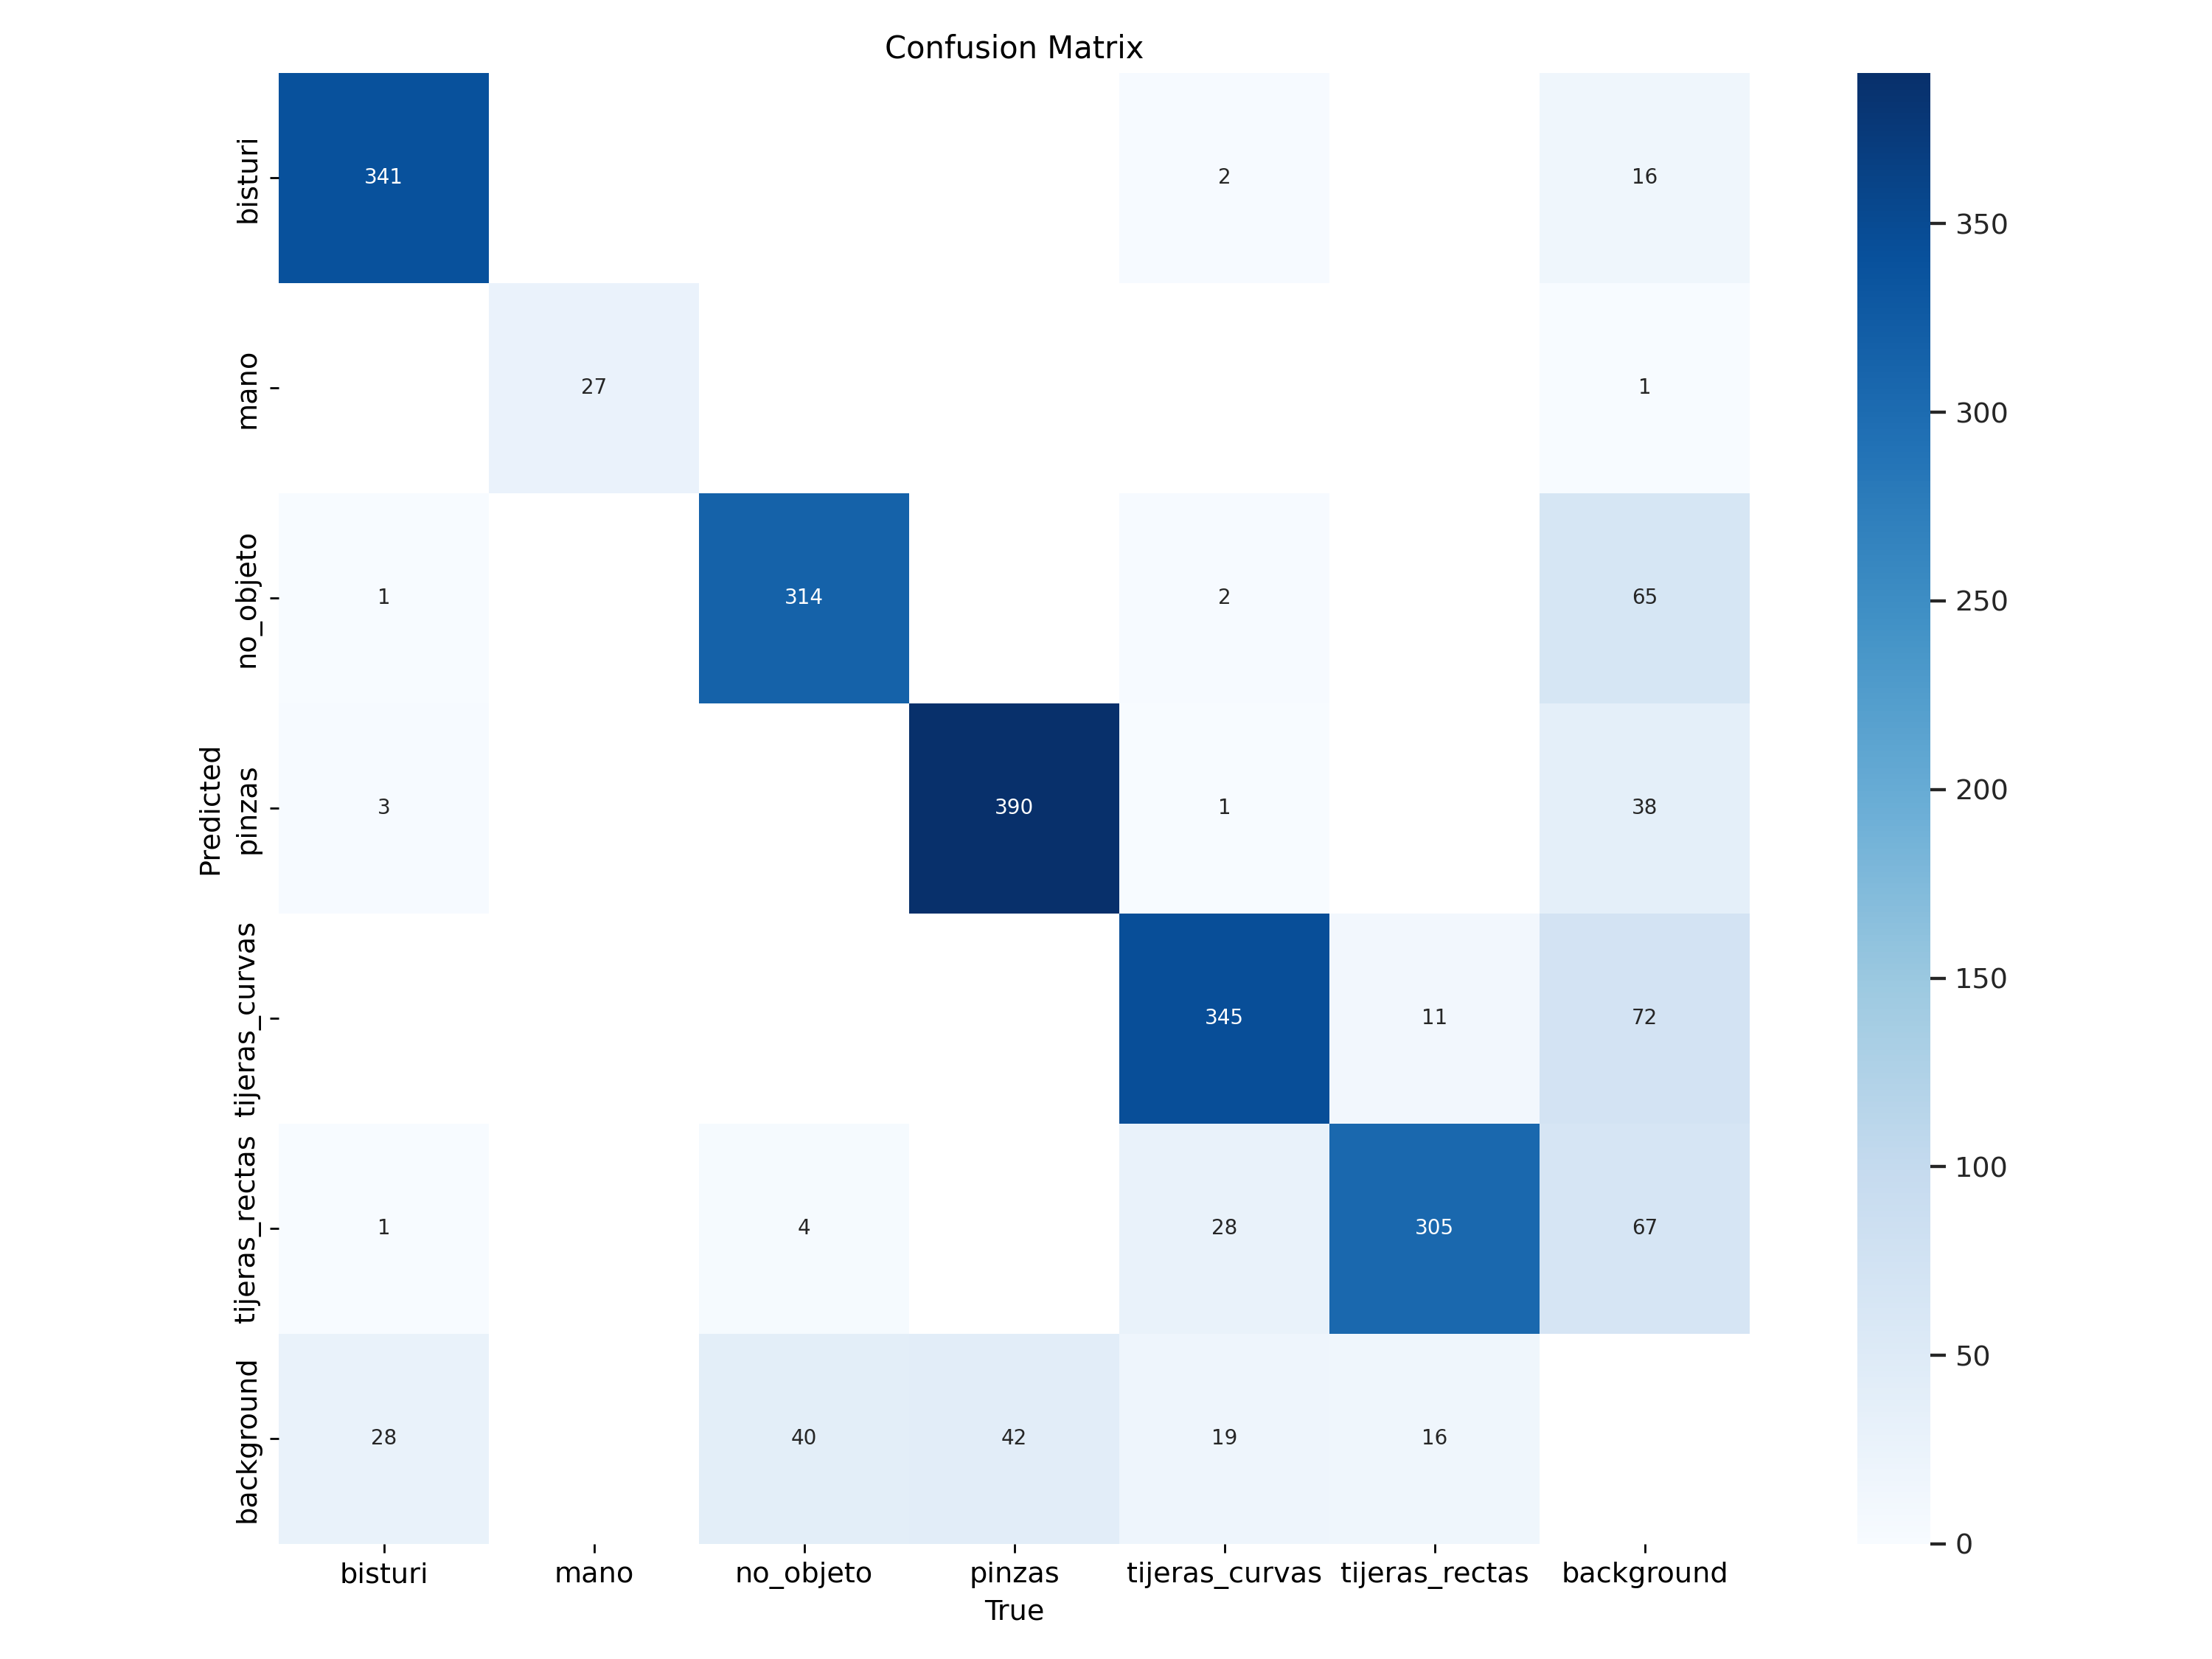 Confusion Matrix
bisturi 341 2 16
mano 27 1
no_objeto 1 314 2 65
pinzas 3 390 1 38
tijeras_curvas 345 11 72
tijeras_rectas 1 4 28 305 67
background 28 40 42 19 16
Predicted
bisturi mano no_objeto pinzas tijeras_curvas tijeras_rectas background
True
350
300
250
200
150
100
50
0